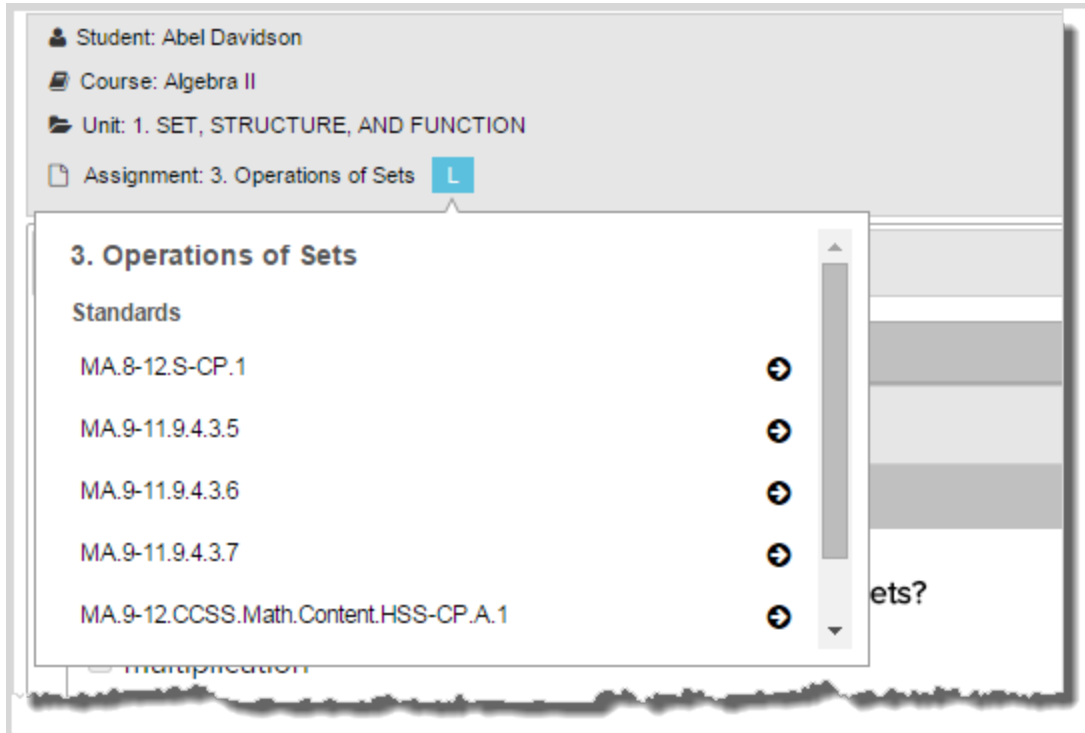 Student: Abel Davidson
Course: Algebra II
Unit: 1. SET, STRUCTURE, AND FUNCTION
Assignment: 3. Operations of Sets L
3. Operations of Sets
Standards
MA.8-12.S-CP.1
MA.9-11.9.4.3.5
MA.9-11.9.4.3.6
MA.9-11.9.4.3.7
ets?
MA.9-12.CCSS.Math.Content.HSS-CP.A.1
multiplication